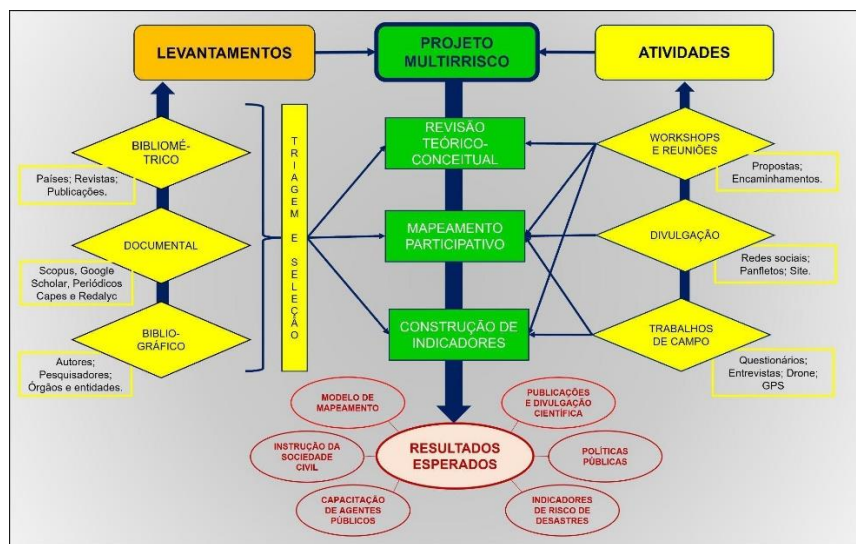 LEVANTAMENTOS
PROJETO
MULTIRRISCO
ATIVIDADES
BIBLIOMÉ-
TRICO
Países; Revistas;
Publicações.
DOCUMENTAL
Scopus, Google
Scholar, Periódicos
Capes e Redalyc
BIBLIO-
GRÁFICO
Autores;
Pesquisadores;
Órgãos e entidades.
TRIAGEM E SELEÇÃO
REVISÃO
TEÓRICO-
CONCEITUAL
MAPEAMENTO
PARTICIPATIVO
CONSTRUÇÃO DE
INDICADORES
WORKSHOPS
E REUNIÕES
Propostas;
Encaminhamentos.
DIVULGAÇÃO
Redes sociais;
Panfletos; Site.
TRABALHOS
DE CAMPO
Questionários;
Entrevistas; Drone;
GPS
MODELO DE
MAPEAMENTO
PUBLICAÇÕES
E DIVULGAÇÃO
CIENTÍFICA
INSTRUÇÃO DA
SOCIEDADE
CIVIL
RESULTADOS
ESPERADOS
POLÍTICAS
PÚBLICAS
CAPACITAÇÃO
DE AGENTES
PÚBLICOS
INDICADORES
DE RISCO DE
DESASTRES